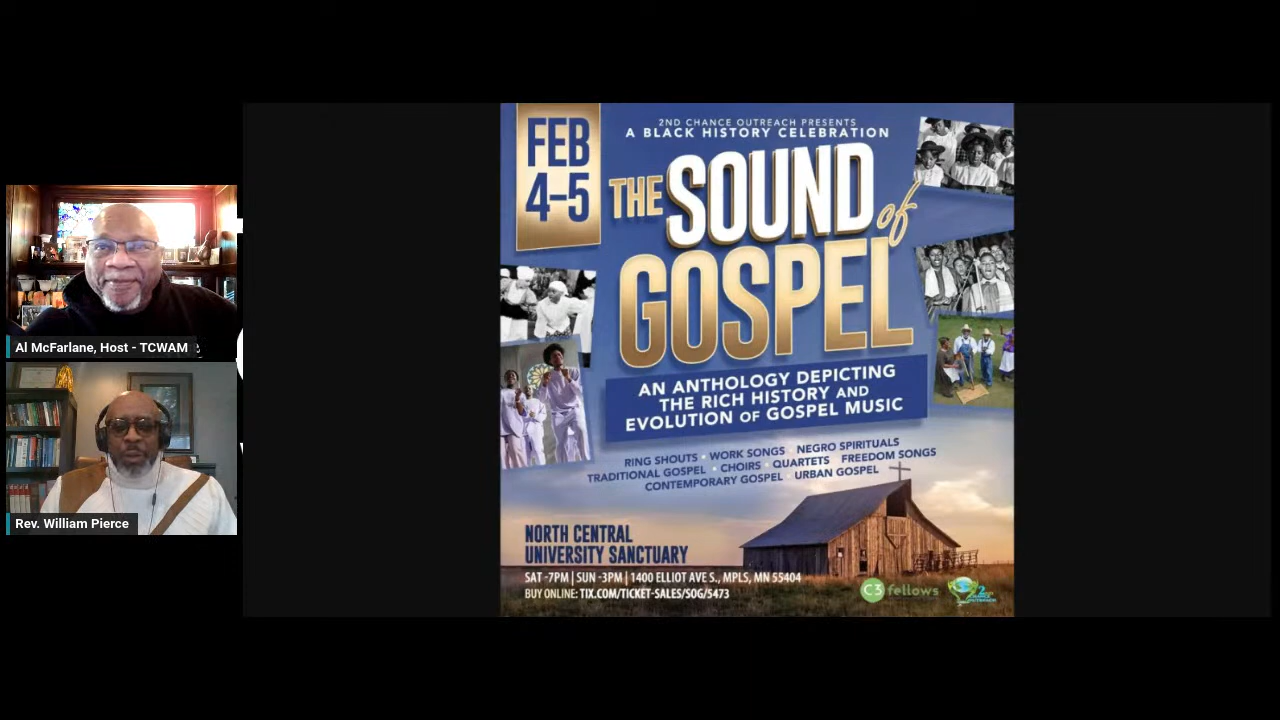 Al McFarlane, Host - TCWAM
Rev. William Pierce
FEB
4-5
2ND CHANCE OUTREACH PRESENTS
A BLACK HISTORY CELEBRATION
THE SOUND of
GOSPEL
AN ANTHOLOGY DEPICTING
THE RICH HISTORY AND
EVOLUTION OF GOSPEL MUSIC
RING SHOUTS • WORK SONGS • NEGRO SPIRITUALS
TRADITIONAL GOSPEL • CHOIRS • QUARTETS FREEDOM SONGS
CONTEMPORARY GOSPEL • URBAN GOSPEL
NORTH CENTRAL
UNIVERSITY SANCTUARY
SAT -7PM | SUN -3PM | 1400 ELLIOT AVE S., MPLS, MN 55404
BUY ONLINE: TIX.COM/TICKET-SALES/SOG/5473
C3 fellows